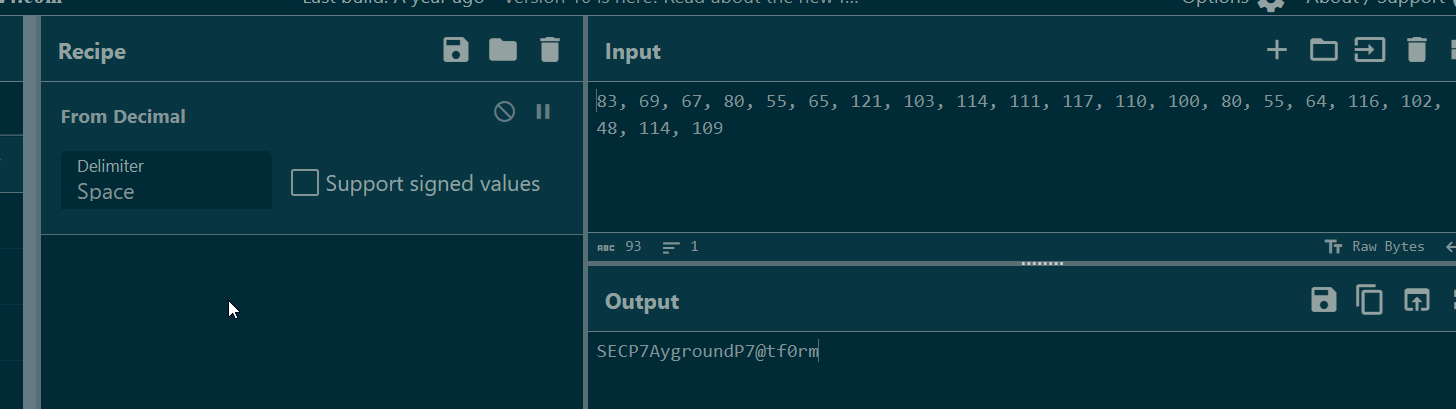 Last build: A year ago - Version 10 is here! Read about the new f...
Options
About / Support
Recipe
From Decimal
Delimiter
Space
Support signed values
Input
83, 69, 67, 80, 55, 65, 121, 103, 114, 111, 117, 110, 100, 80, 55, 64, 116, 102,
48, 114, 109
ABC 93
1
Tт Raw Bytes
Output
SECP7AygroundP7@tf0rm